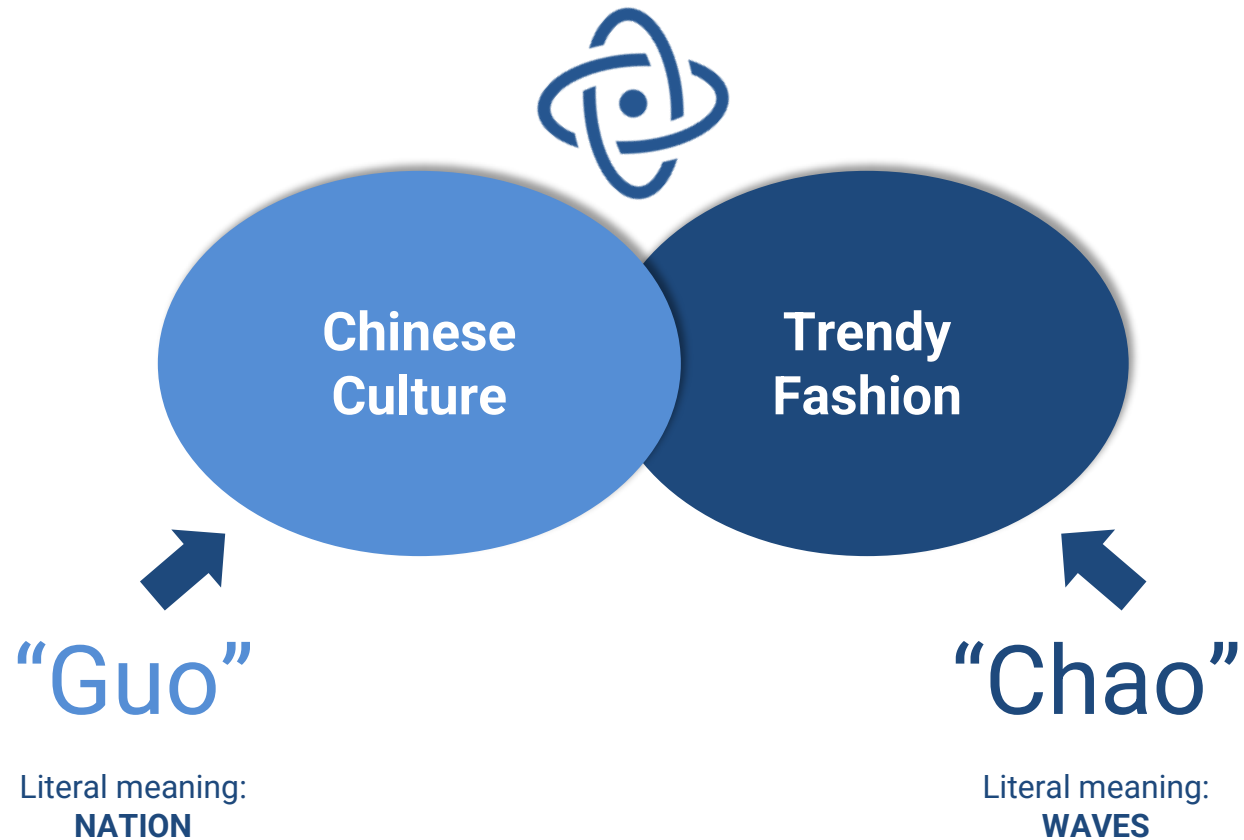 Chinese
Culture
Trendy
Fashion
“Guo”
“Chao”
Literal meaning:
NATION
Literal meaning:
WAVES